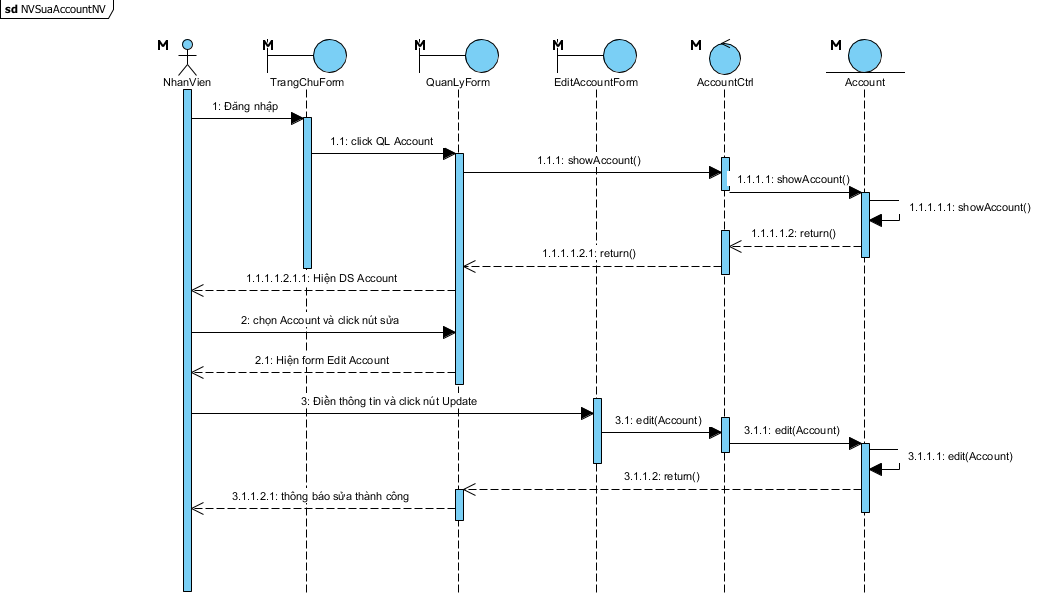 sd NVSuaAccountNV
M
M
M
M
M
M
NhanVien
TrangChuForm
QuanLyForm
EditAccountForm
AccountCtrl
Account
1: Đăng nhập
1.1: click QL Account
1.1.1: showAccount()
1.1.1.1: showAccount()
1.1.1.1.1: showAccount()
1.1.1.1.2: return()
1.1.1.1.2.1: return()
1.1.1.1.2.1.1: Hiện DS Account
2: chọn Account và click nút sửa
2.1: Hiện form Edit Account
3: Điền thông tin và click nút Update
3.1: edit(Account)
3.1.1: edit(Account)
3.1.1.1: edit(Account)
3.1.1.2: return()
3.1.1.2.1: thông báo sửa thành công